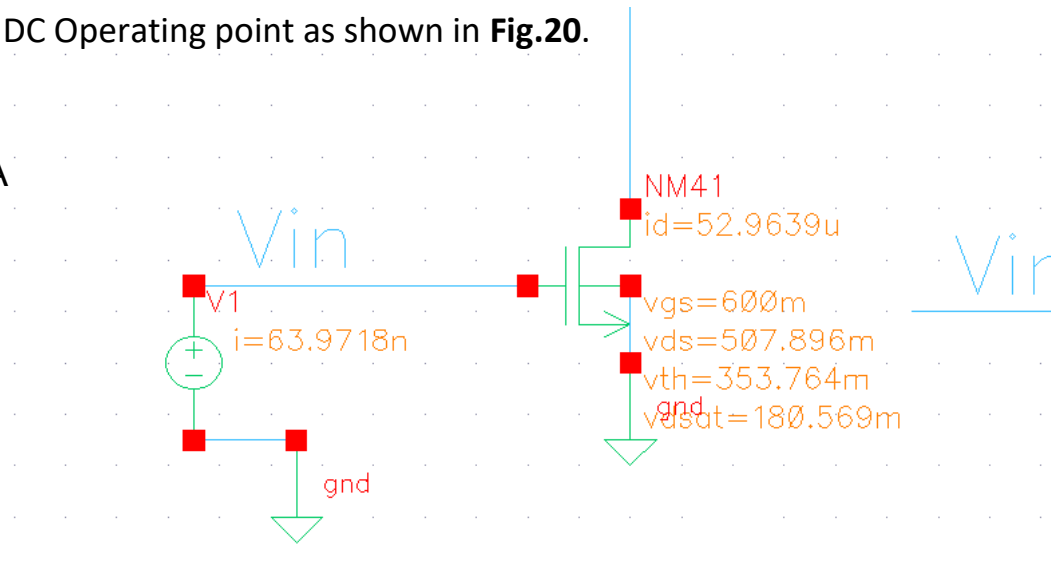 DC Operating point as shown in Fig.20.
A
NM41
id=52.9639u
Vin
Vin
V1
vgs=600m
i=63.9718n
vds=507.896m
vth=353.764m
gnd
vdsat=180.569m
gnd